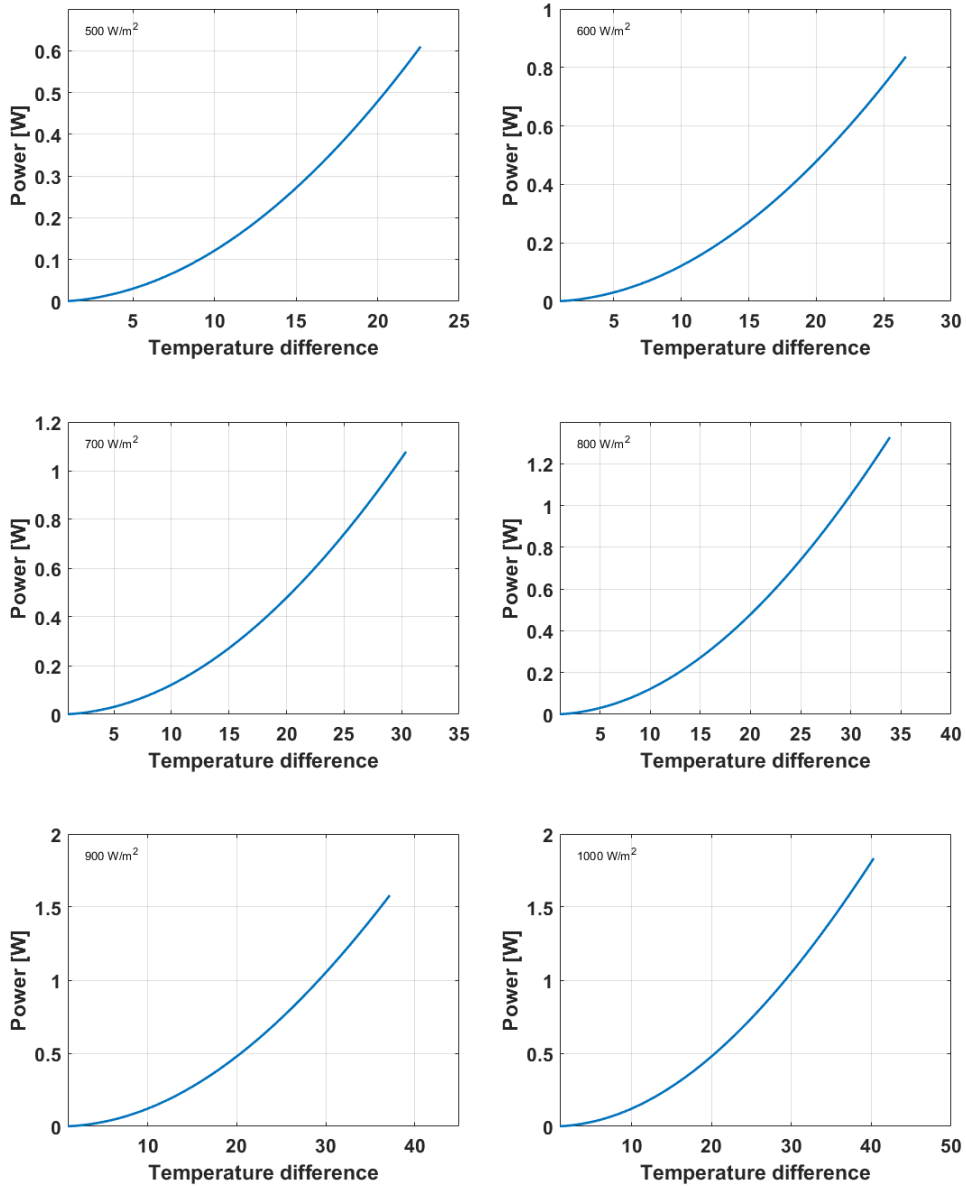 500 W/m²
0.6
0.5
0.4
0.3
0.2
0.1
0
Power [W]
5 10 15 20 25
Temperature difference
600 W/m²
1
0.8
0.6
0.4
0.2
0
Power [W]
5 10 15 20 25 30
Temperature difference
700 W/m²
1.2
1
0.8
0.6
0.4
0.2
0
Power [W]
5 10 15 20 25 30 35
Temperature difference
800 W/m²
1.2
1
0.8
0.6
0.4
0.2
0
Power [W]
5 10 15 20 25 30 35 40
Temperature difference
900 W/m²
2
1.5
1
0.5
0
Power [W]
10 20 30 40
Temperature difference
1000 W/m²
2
1.5
1
0.5
0
Power [W]
10 20 30 40 50
Temperature difference